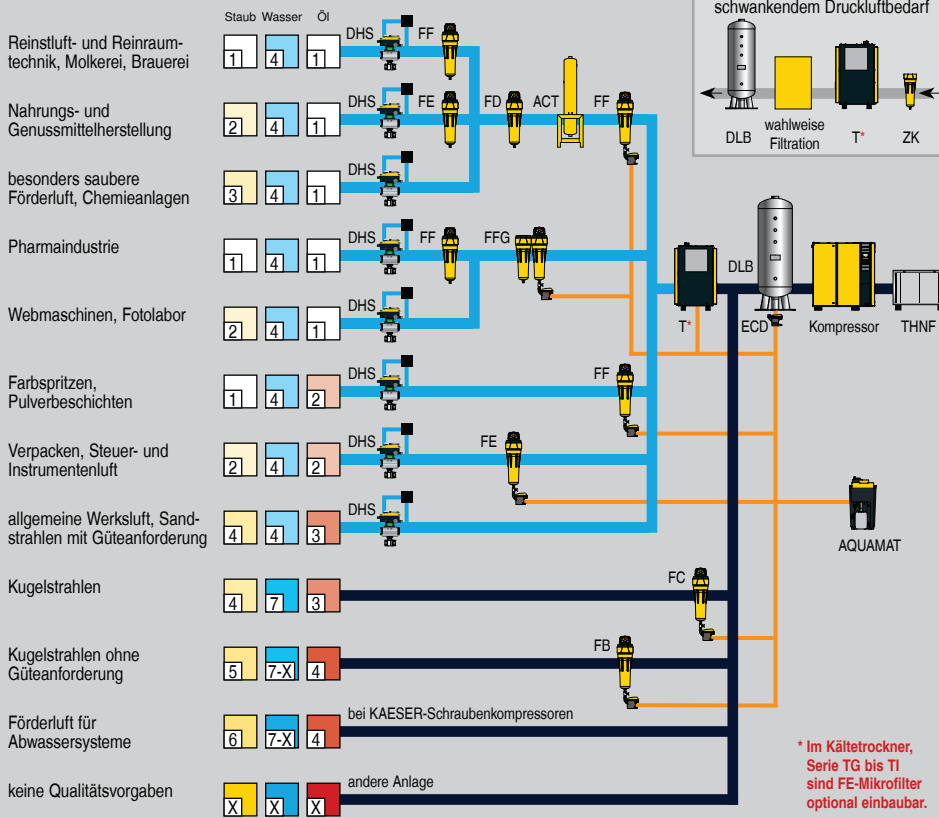 schwankendem Druckluftbedarf
DLB
wahlweise
Filtration
T*
ZK
Staub Wasser Öl
Reinstluft- und Reinraum-
technik, Molkerei, Brauerei
1 4 1
DHS FF
Nahrungs- und
Genussmittelherstellung
2 4 1
DHS FE FD ACT FF
besonders saubere
Förderluft, Chemieanlagen
3 4 1
DHS
Pharmaindustrie
1 4 1
DHS FF FFG
DLB
Webmaschinen, Fotolabor
2 4 1
DHS
T* ECD Kompressor THNF
Farbspritzen,
Pulverbeschichten
1 4 2
DHS FF
Verpacken, Steuer- und
Instrumentenluft
2 4 2
DHS FE
AQUAMAT
allgemeine Werksluft, Sand-
strahlen mit Güteanforderung
4 4 3
DHS
Kugelstrahlen
4 7 3
FC
Kugelstrahlen ohne
Güteanforderung
5 7-X 4
FB
Förderluft für
Abwassersysteme
6 7-X 4
bei KAESER-Schraubenkompressoren
keine Qualitätsvorgaben
X X X
andere Anlage
* Im Kältetrockner,
Serie TG bis TI
sind FE-Mikrofilter
optional einbaubar.